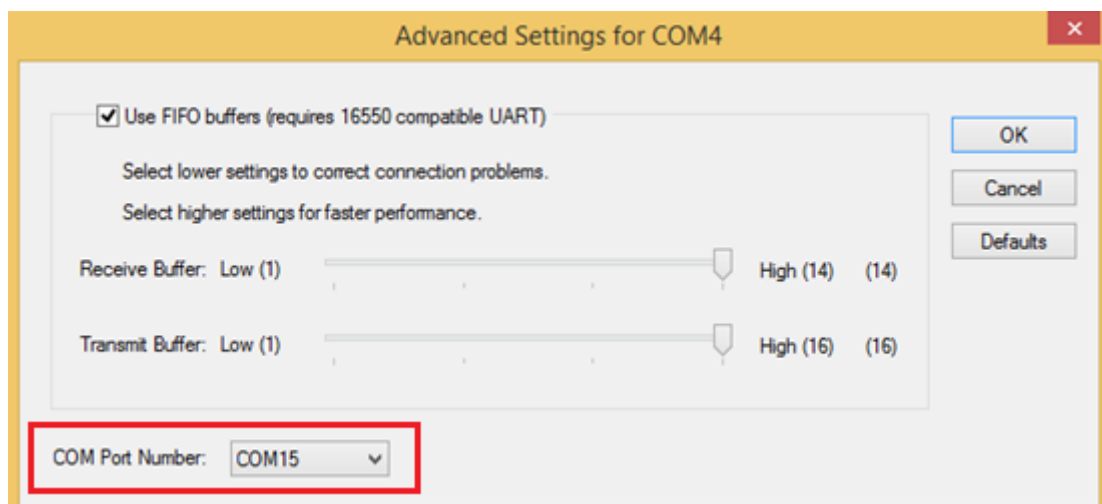 Advanced Settings for COM4
Use FIFO buffers (requires 16550 compatible UART)
OK
Select lower settings to correct connection problems.
Cancel
Select higher settings for faster performance.
Defaults
Receive Buffer: Low (1) High (14) (14)
Transmit Buffer: Low (1) High (16) (16)
COM Port Number: COM15